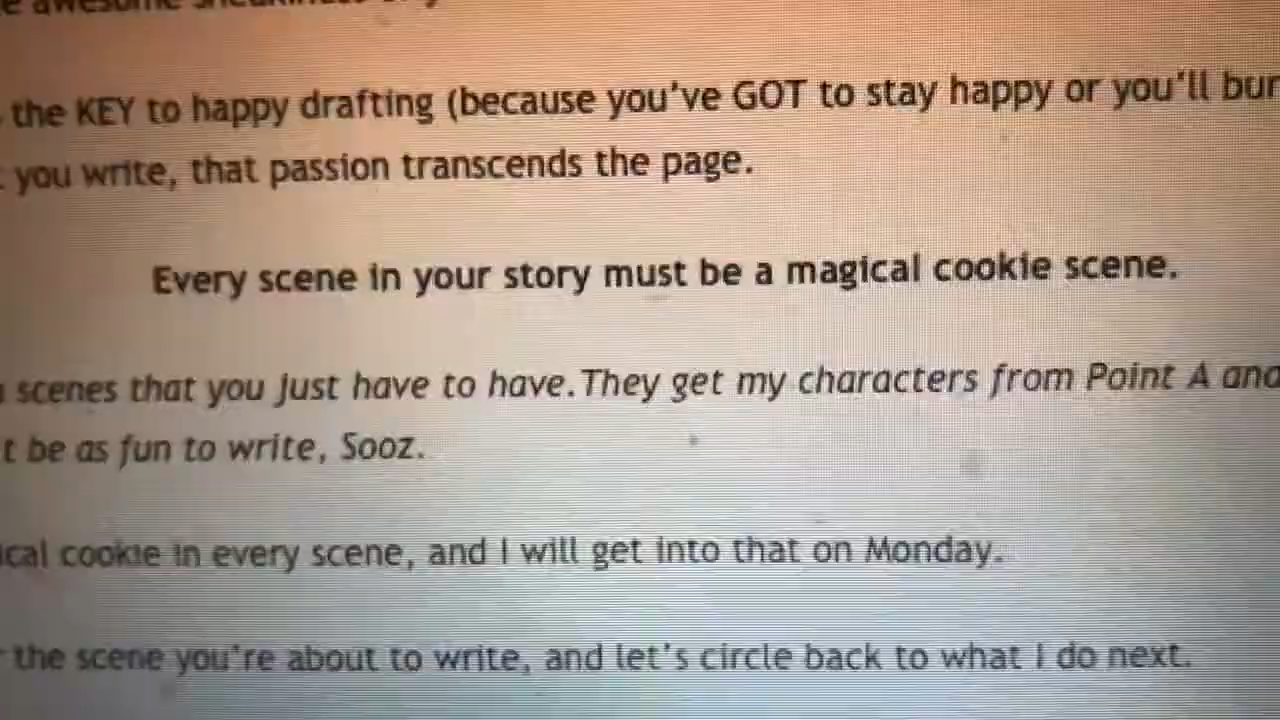 the KEY to happy drafting (because you've GOT to stay happy or you'll
you write, that passion transcends the page.
Every scene in your story must be a magical cookie scene.
scenes that you just have to have. They get my characters from Point A and
be as fun to write, Sooz.
cookie in every scene, and I will get into that on Monday.
the scene you're about to write, and let's circle back to what I do next.